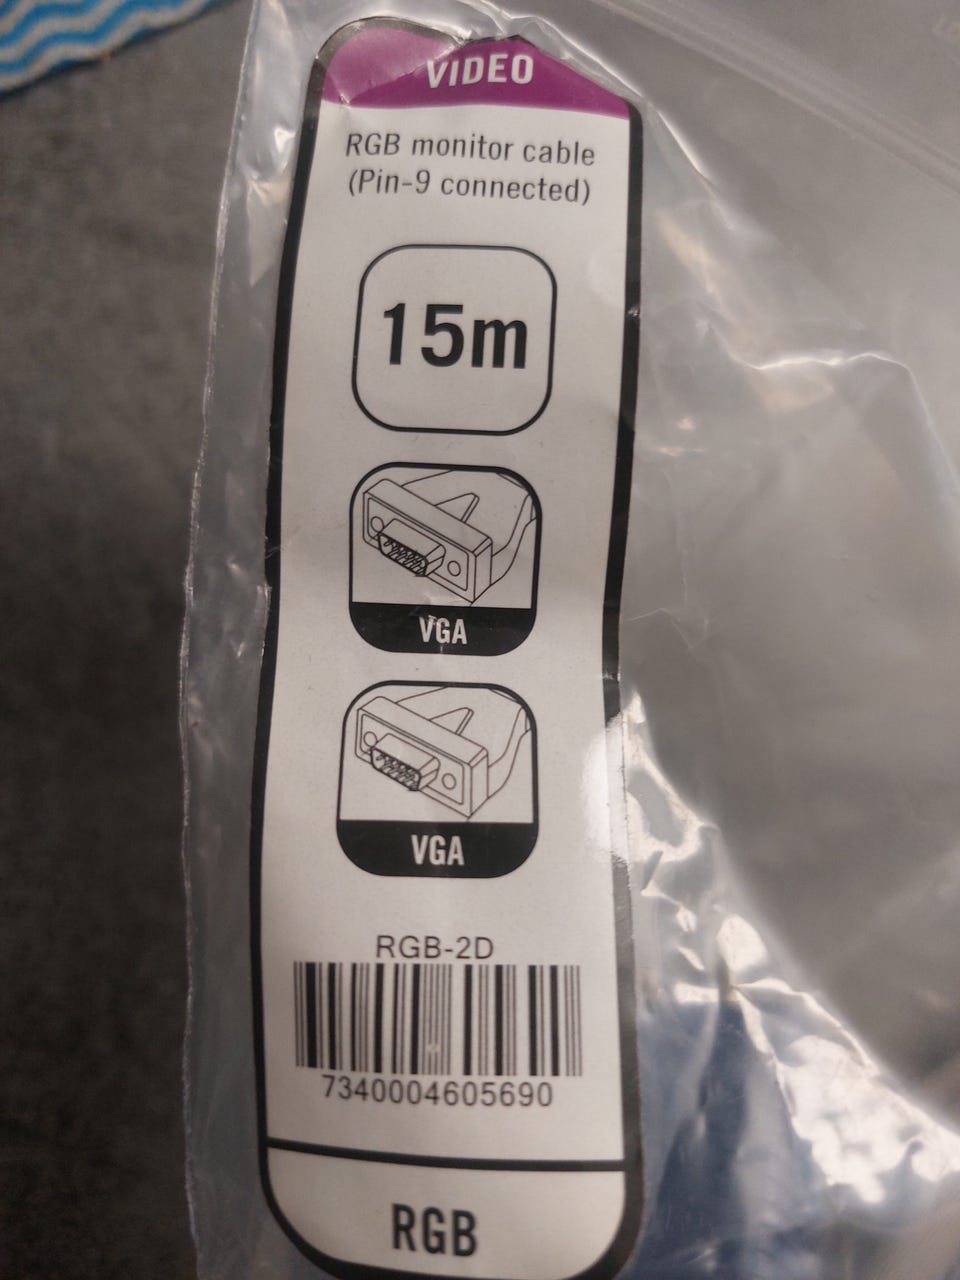 VIDEO
RGB monitor cable
(Pin-9 connected)
15m
VGA
VGA
RGB-2D
7340004605690
RGB